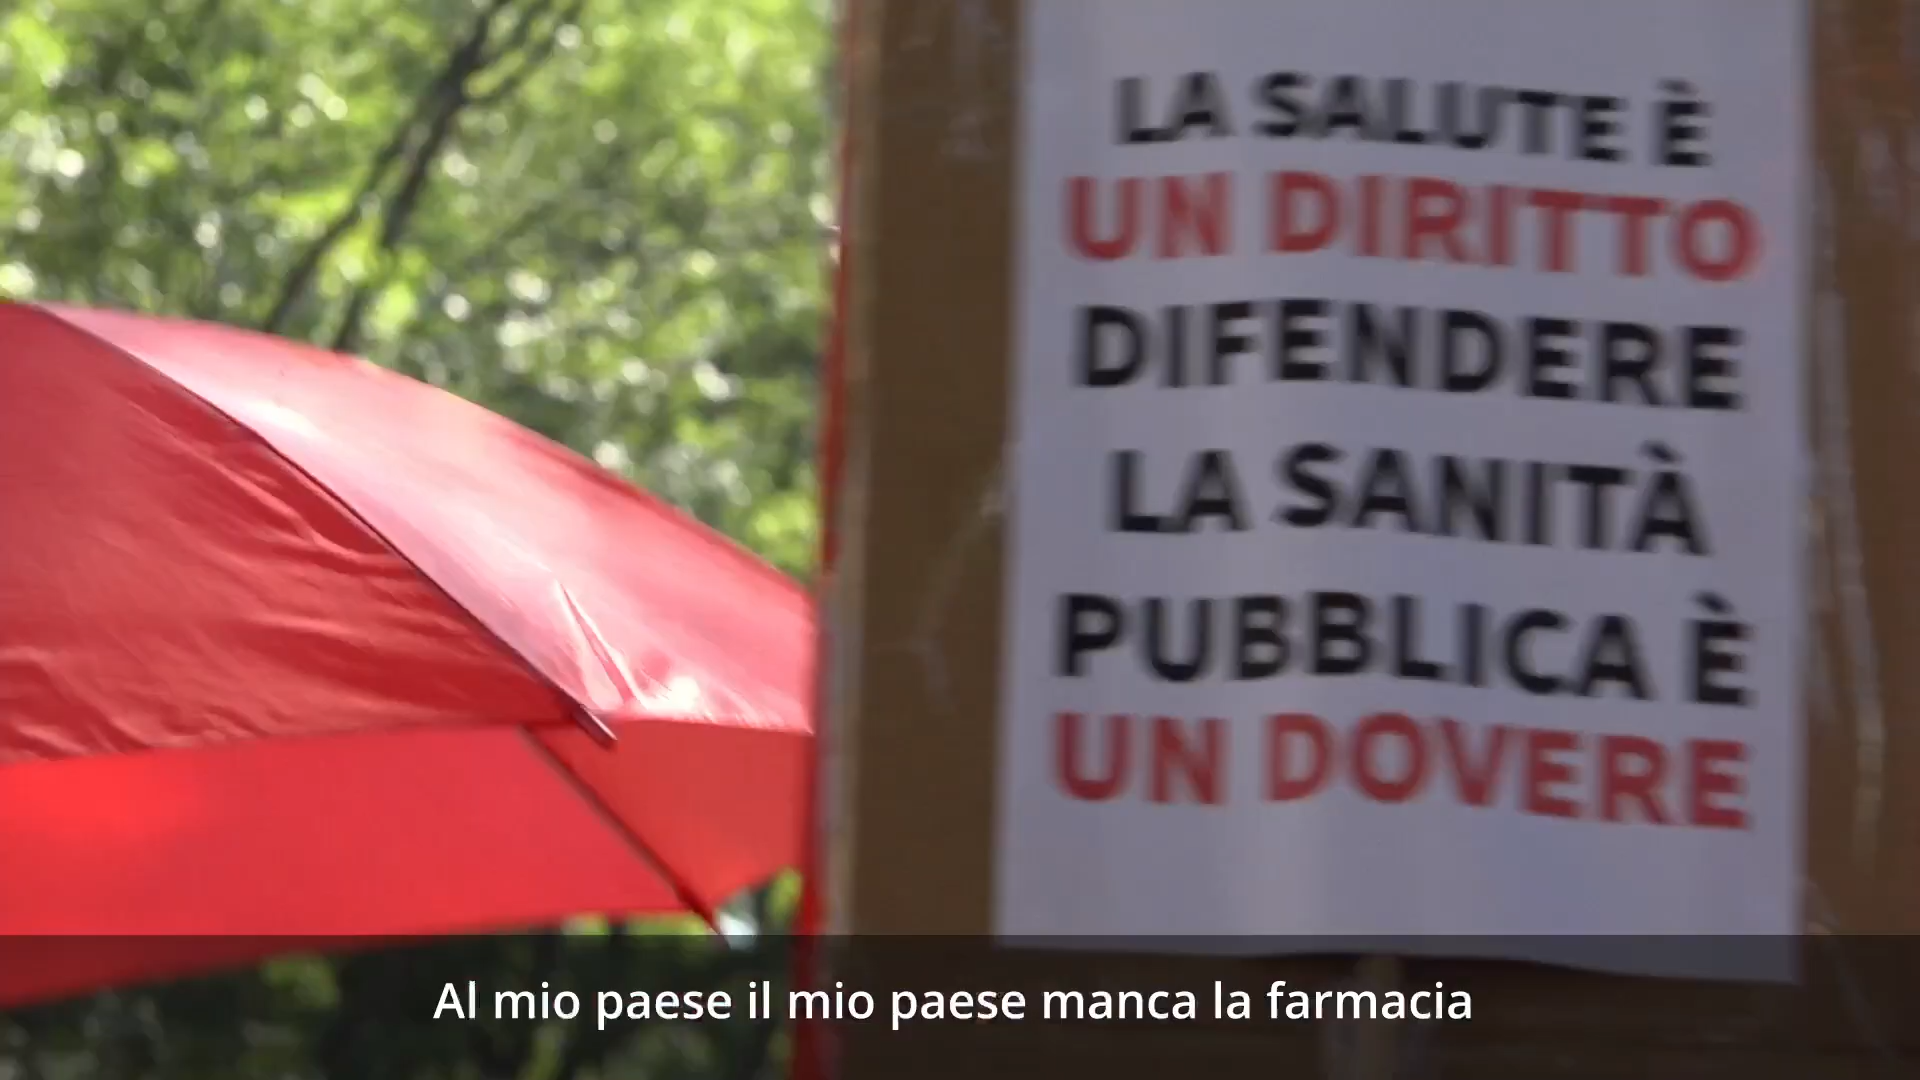 LA SALUTE È
UN DIRITTO
DIFENDERE
LA SANITÀ
PUBBLICA È
UN DOVERE
Al mio paese il mio paese manca la farmacia